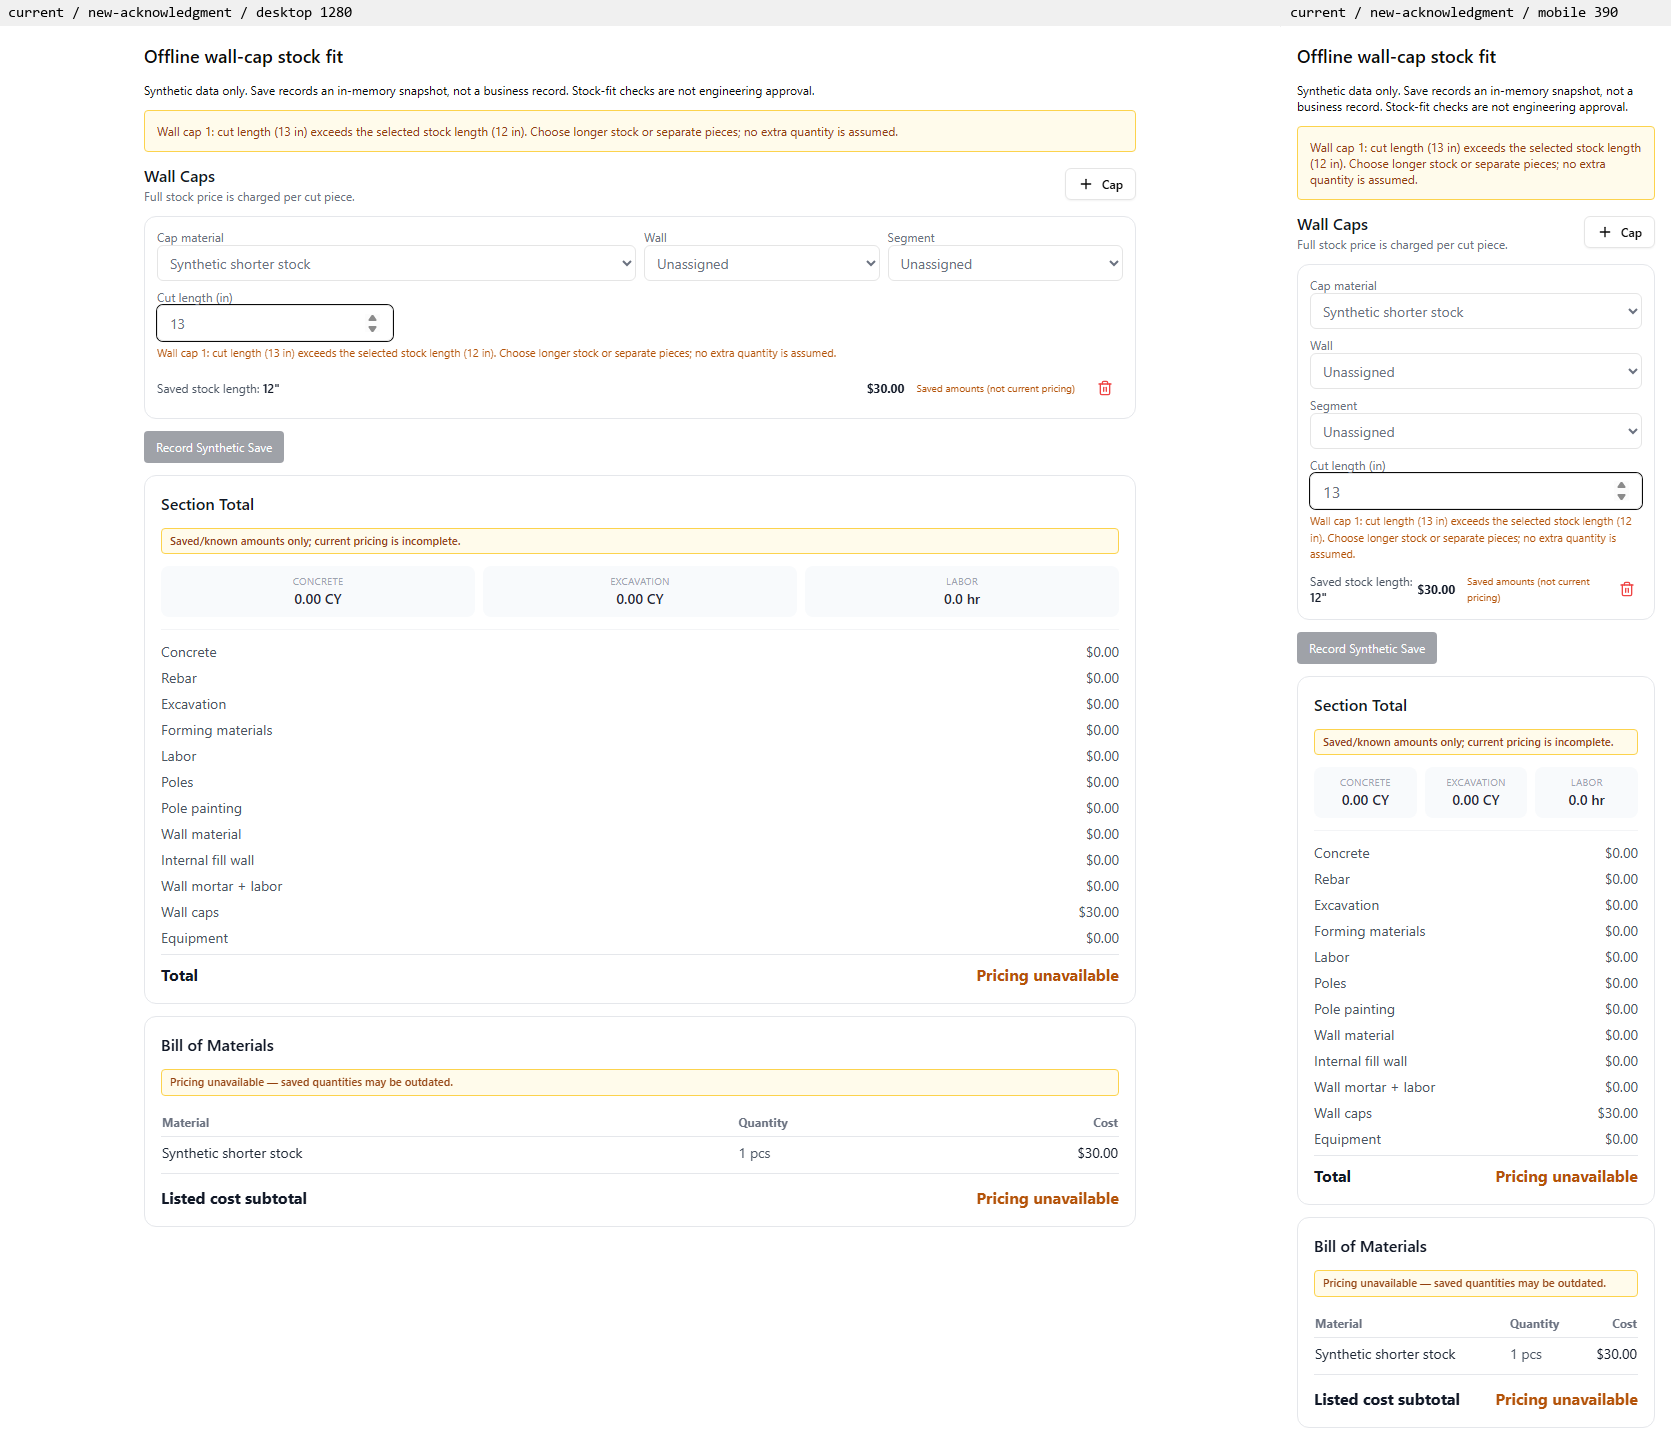 current / new-acknowledgment / desktop 1280
Offline wall-cap stock fit
Synthetic data only. Save records an in-memory snapshot, not a business record. Stock-fit checks are not engineering approval.
Wall cap 1: cut length (13 in) exceeds the selected stock length (12 in). Choose longer stock or separate pieces; no extra quantity is assumed.
Wall Caps
Full stock price is charged per cut piece.
+ Cap
Cap material
Wall
Segment
Synthetic shorter stock
Unassigned
Unassigned
Cut length (in)
13
Wall cap 1: cut length (13 in) exceeds the selected stock length (12 in). Choose longer stock or separate pieces; no extra quantity is assumed.
Saved stock length: 12" $30.00 Saved amounts (not current pricing)
Record Synthetic Save
Section Total
Saved/known amounts only; current pricing is incomplete.
CONCRETE
0.00 CY
EXCAVATION
0.00 CY
LABOR
0.0 hr
Concrete $0.00
Rebar $0.00
Excavation $0.00
Forming materials $0.00
Labor $0.00
Poles $0.00
Pole painting $0.00
Wall material $0.00
Internal fill wall $0.00
Wall mortar + labor $0.00
Wall caps $30.00
Equipment $0.00
Total Pricing unavailable
Bill of Materials
Pricing unavailable — saved quantities may be outdated.
Material Quantity Cost
Synthetic shorter stock 1 pcs $30.00
Listed cost subtotal Pricing unavailable
current / new-acknowledgment / mobile 390
Offline wall-cap stock fit
Synthetic data only. Save records an in-memory snapshot, not a
business record. Stock-fit checks are not engineering approval.
Wall cap 1: cut length (13 in) exceeds the selected stock length
(12 in). Choose longer stock or separate pieces; no extra
quantity is assumed.
Wall Caps
Full stock price is charged per cut piece.
+ Cap
Cap material
Synthetic shorter stock
Wall
Unassigned
Segment
Unassigned
Cut length (in)
13
Wall cap 1: cut length (13 in) exceeds the selected stock length (12
in). Choose longer stock or separate pieces; no extra quantity is
assumed.
Saved stock length:
12"
$30.00
Saved amounts (not current
pricing)
Record Synthetic Save
Section Total
Saved/known amounts only; current pricing is incomplete.
CONCRETE
0.00 CY
EXCAVATION
0.00 CY
LABOR
0.0 hr
Concrete $0.00
Rebar $0.00
Excavation $0.00
Forming materials $0.00
Labor $0.00
Poles $0.00
Pole painting $0.00
Wall material $0.00
Internal fill wall $0.00
Wall mortar + labor $0.00
Wall caps $30.00
Equipment $0.00
Total Pricing unavailable
Bill of Materials
Pricing unavailable — saved quantities may be outdated.
Material Quantity Cost
Synthetic shorter stock 1 pcs $30.00
Listed cost subtotal Pricing unavailable